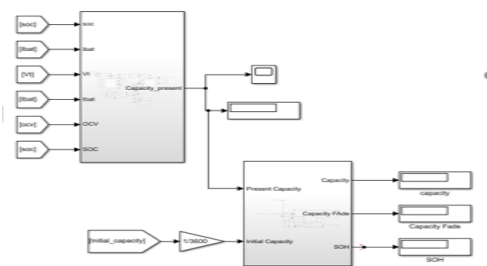 [soc]
soc
[Ibat]
Ibat
[Vt]
Vt
Capacity_present
[Ibat]
Ibat
[ocv]
OCV
[soc]
SOC
Capacity
capacity
Present Capacity
Capacity FAde
Capacity Fade
[Initial_capacity]
1/3600
Initial Capacity
SOH
SOH